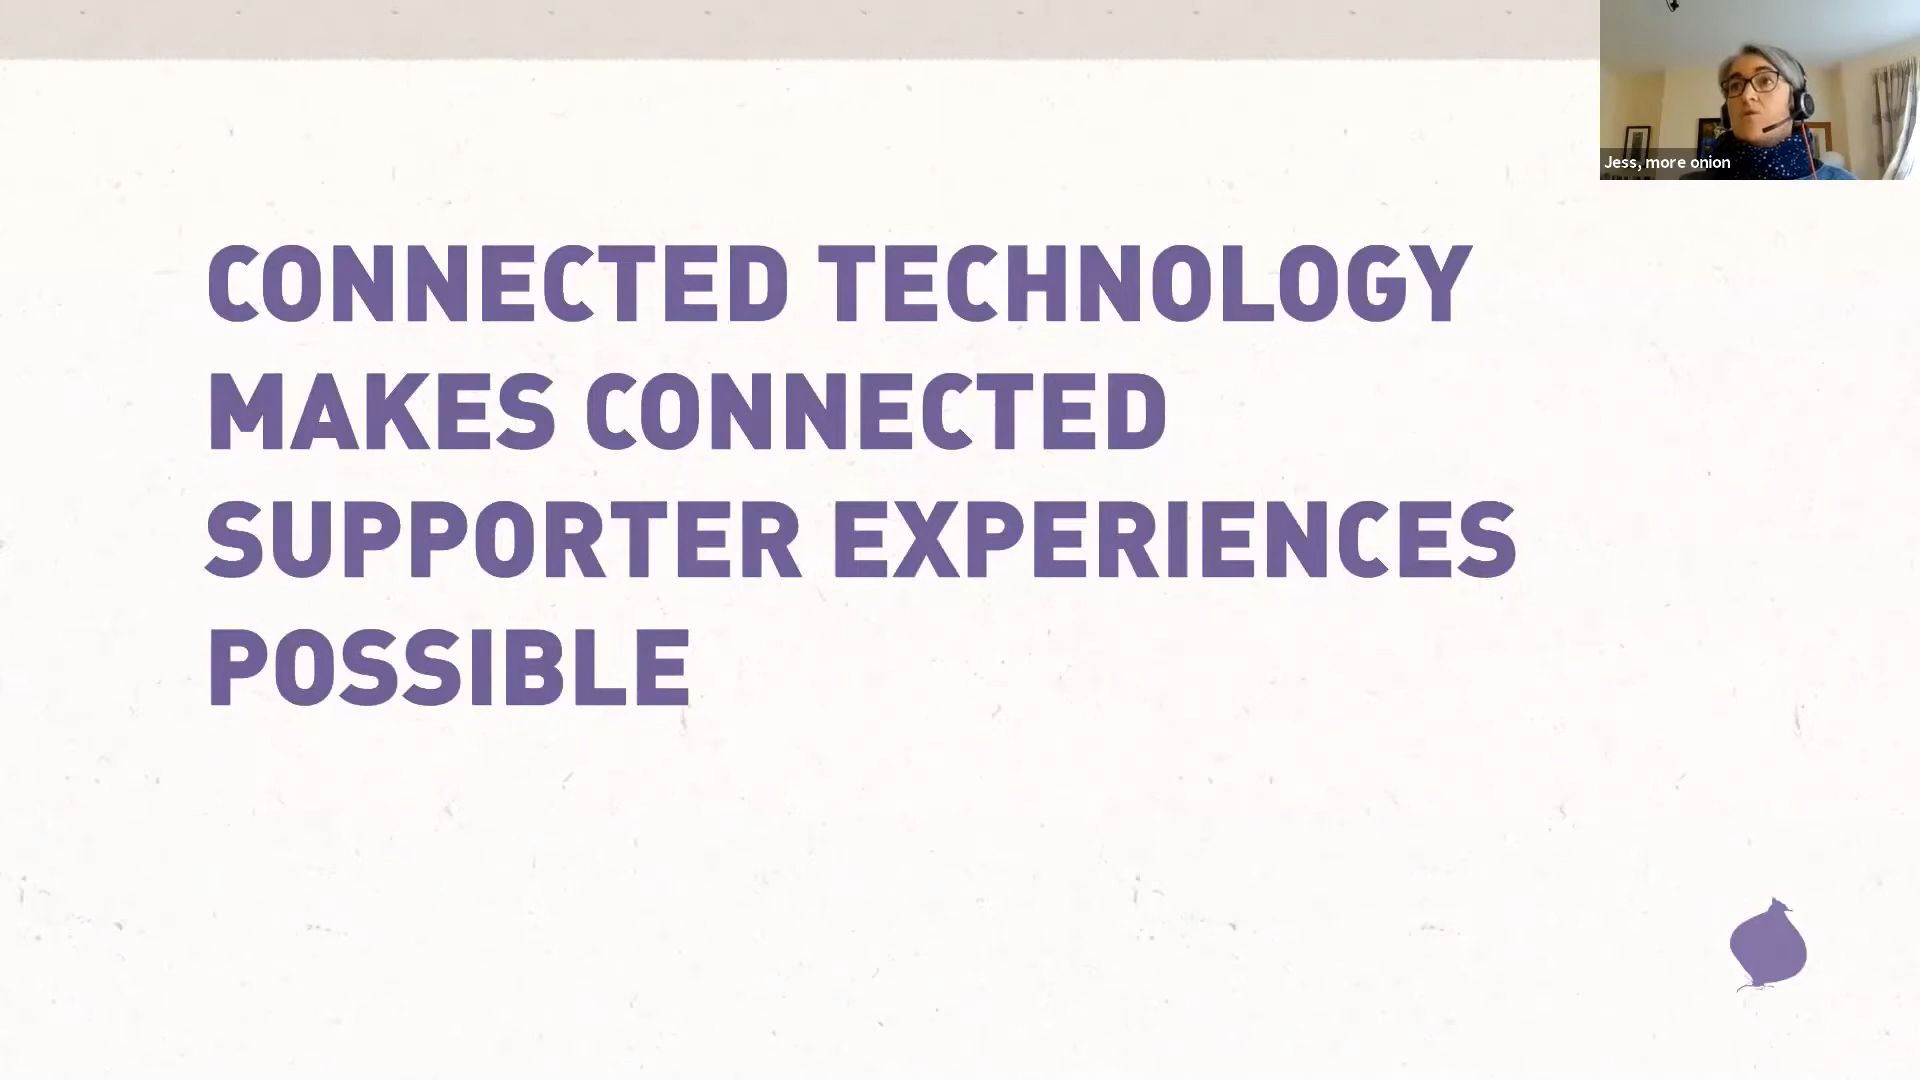 Jess, more onion
CONNECTED TECHNOLOGY
MAKES CONNECTED
SUPPORTER EXPERIENCES
POSSIBLE